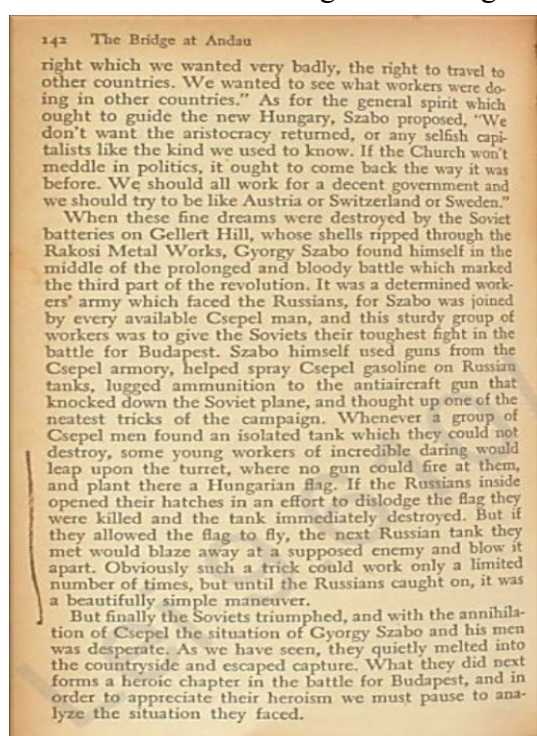 142 The Bridge at Andau
right which we wanted very badly, the right to travel to
other countries. We wanted to see what workers were do-
ing in other countries." As for the general spirit which
ought to guide the new Hungary, Szabo proposed, "We
don't want the aristocracy returned, or any selfish capi-
talists like the kind we used to know. If the Church won't
meddle in politics, it ought to come back the way it was
before. We should all work for a decent government and
we should try to be like Austria or Switzerland or Sweden."
When these fine dreams were destroyed by the Soviet
batteries on Gellert Hill, whose shells ripped through the
Rakosi Metal Works, Gyorgy Szabo found himself in the
middle of the prolonged and bloody battle which marked
the third part of the revolution. It was a determined work-
ers' army which faced the Russians, for Szabo was joined
by every available Csepel man, and this sturdy group of
workers was to give the Soviets their toughest fight in the
battle for Budapest. Szabo himself used guns from the
Csepel armory, helped spray Csepel gasoline on Russian
tanks, lugged ammunition to the antiaircraft gun that
knocked down the Soviet plane, and thought up one of the
neatest tricks of the campaign. Whenever a group of
Csepel men found an isolated tank which they could not
destroy, some young workers of incredible daring would
leap upon the turret, where no gun could fire at them,
and plant there a Hungarian flag. If the Russians inside
opened their hatches in an effort to dislodge the flag they
were killed and the tank immediately destroyed. But if
they allowed the flag to fly, the next Russian tank they
met would blaze away at a supposed enemy and blow it
apart. Obviously such a trick could work only a limited
number of times, but until the Russians caught on, it was
a beautifully simple maneuver.
But finally the Soviets triumphed, and with the annihila-
tion of Csepel the situation of Gyorgy Szabo and his men
was desperate. As we have seen, they quietly melted into
the countryside and escaped capture. What they did next
forms a heroic chapter in the battle for Budapest, and in
order to appreciate their heroism we must pause to ana-
lyze the situation they faced.